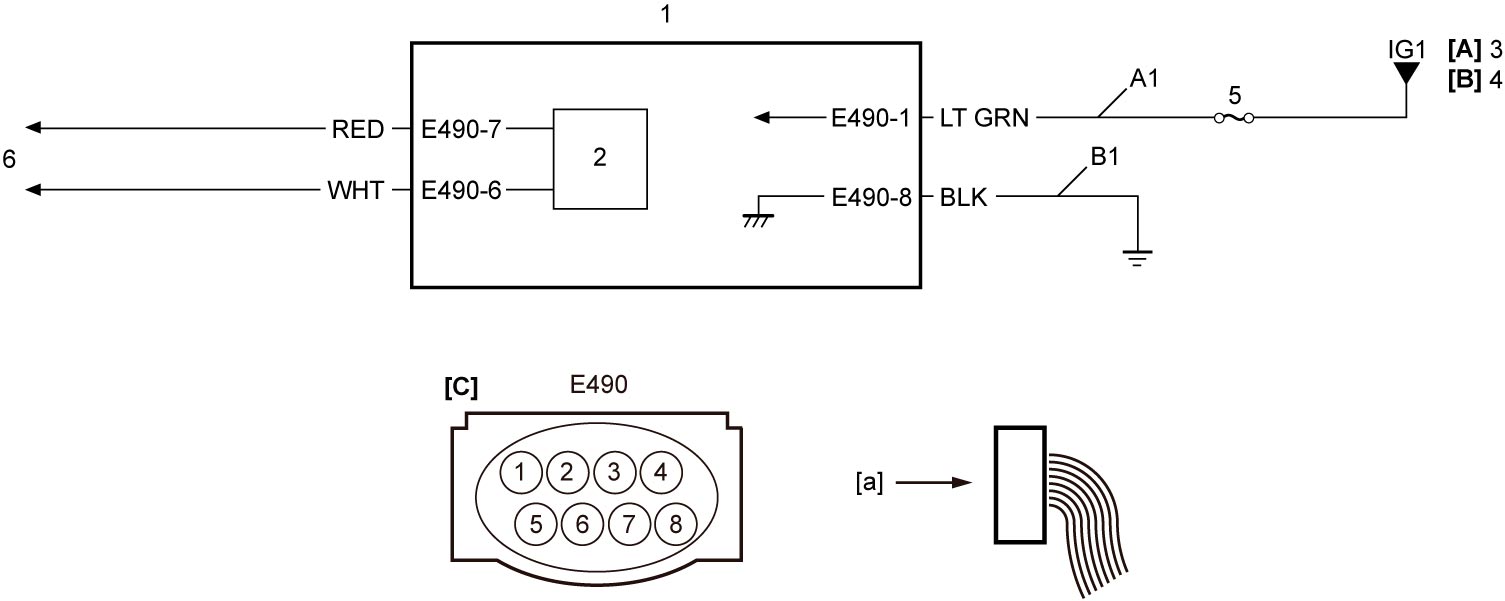 1
IG1 [A] 3
[B] 4
A1
5
RED E490-7
E490-1 LT GRN
2
6
B1
WHT E490-6
E490-8 BLK
[C] E490
1 2 3 4
[a]
5 6 7 8